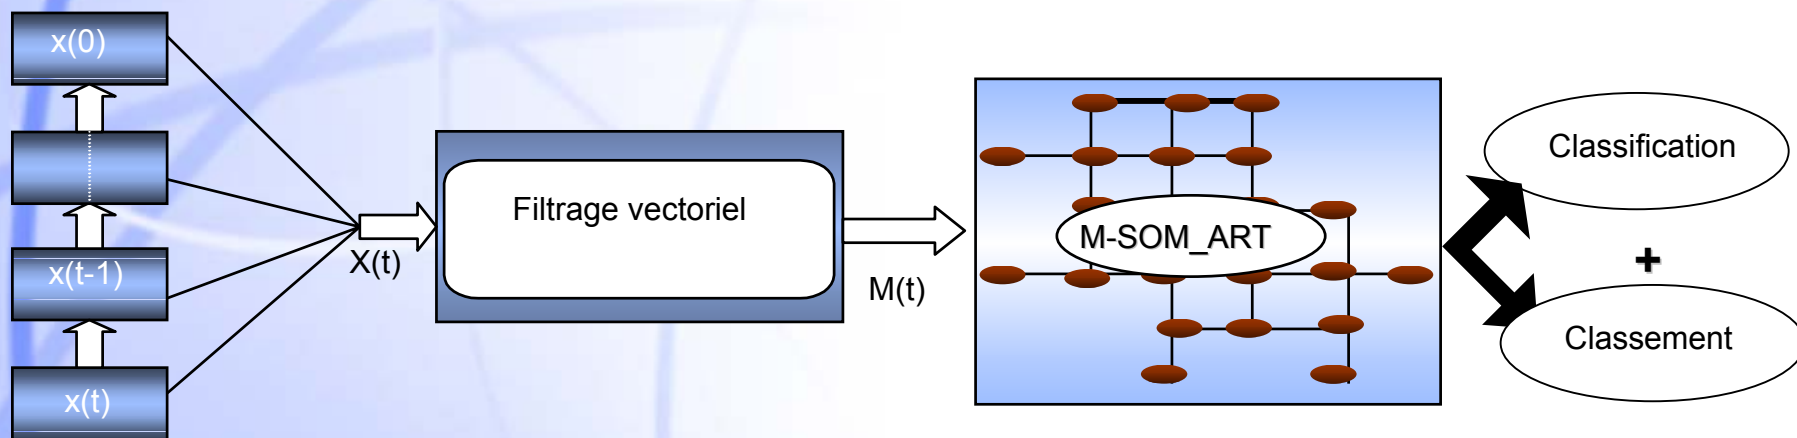 x(0)
x(t-1)
x(t)
X(t)
Filtrage vectoriel
M(t)
M-SOM_ART
Classification
+
Classement